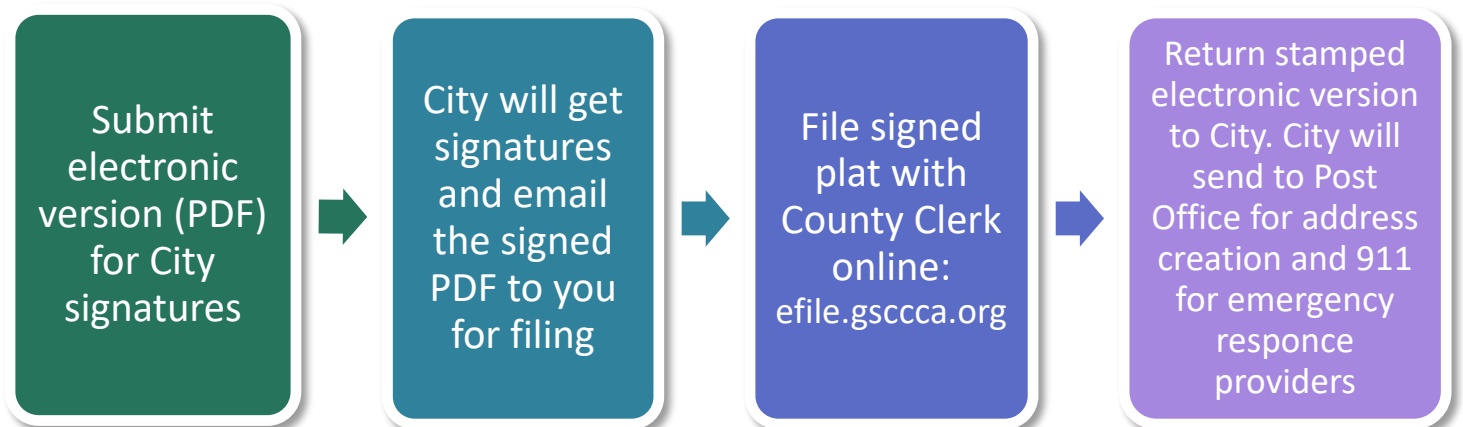 Submit
electronic
version (PDF)
for City
signatures
City will get
signatures
and email
the signed
PDF to you
for filing
File signed
plat with
County Clerk
online:
efile.gsccca.org
Return stamped
electronic version
to City. City will
send to Post
Office for address
creation and 911
for emergency
responce
providers